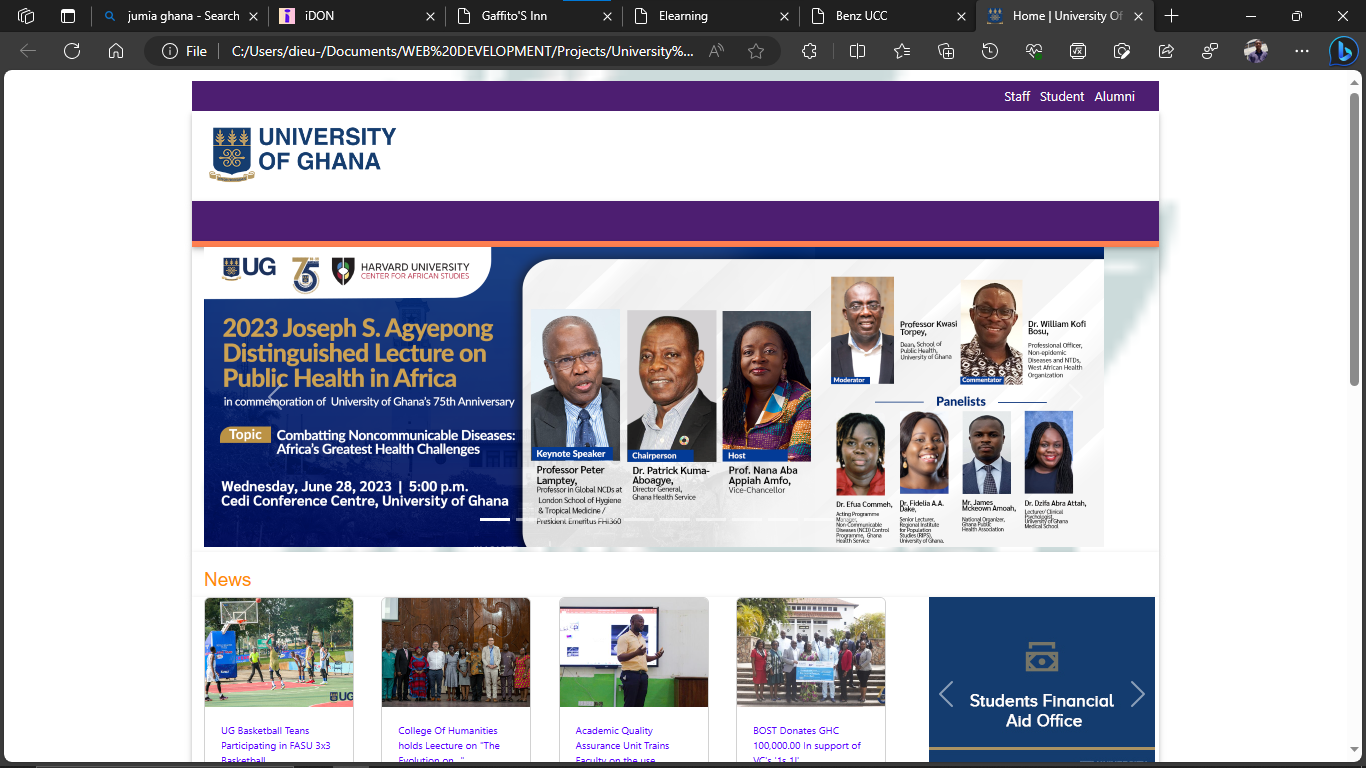 jumia ghana - Search
iDON
Gaffito'S Inn
Elearning
Benz UCC
Home | University Of
File
C:/Users/dieu-/Documents/WEB%20DEVELOPMENT/Projects/University%...
Staff Student Alumni
UNIVERSITY
OF GHANA
UG
75
HARVARD UNIVERSITY
CENTER FOR AFRICAN STUDIES
2023 Joseph S. Agyepong
Distinguished Lecture on
Public Health in Africa
in commemoration of University of Ghana's 75th Anniversary
Topic
Combatting Noncommunicable Diseases:
Africa's Greatest Health Challenges
Wednesday, June 28, 2023 | 5:00 p.m.
Cedi Conference Centre, University of Ghana
Keynote Speaker
Professor Peter
Lamptey,
Professor in Global NCDs at
London School of Hygiene
& Tropical Medicine /
President Emeritus FHI360
Chairperson
Dr. Patrick Kuma-
Aboagye,
Director General,
Ghana Health Service
Host
Prof. Nana Aba
Appiah Amfo,
Vice-Chancellor
Moderator
Professor Kwasi
Torpey,
Dean, School of
Public Health,
University of Ghana
Commentator
Dr. William Kofi
Bosu,
Professional Officer,
Non-epidemic
Diseases and NTDs,
West African Health
Organization
Panelists
Dr. Efua Commeh,
Acting Programme
Manager,
Non-Communicable
Diseases (NCD) Control
Programme, Ghana
Health Service
Dr. Fidelia A.A.
Dake,
Senior Lecturer,
Regional Institute
for Population
Studies (RIPS),
University of Ghana.
Mr. James
Mckeown Amoah,
National Organizer,
Ghana Public
Health Association
Dr. Dzifa Abra Attah,
Lecturer/ Clinical
Psychologist,
University of Ghana
Medical School
News
UG
UG Basketball Teans
Participating in FASU 3x3
Basketball
College Of Humanities
holds Leecture on "The
Evolution on..."
Academic Quality
Assurance Unit Trains
Faculty on the use
BOST Donates GHC
100,000.00 In support of
VC's '1s 1l'
Students Financial
Aid Office